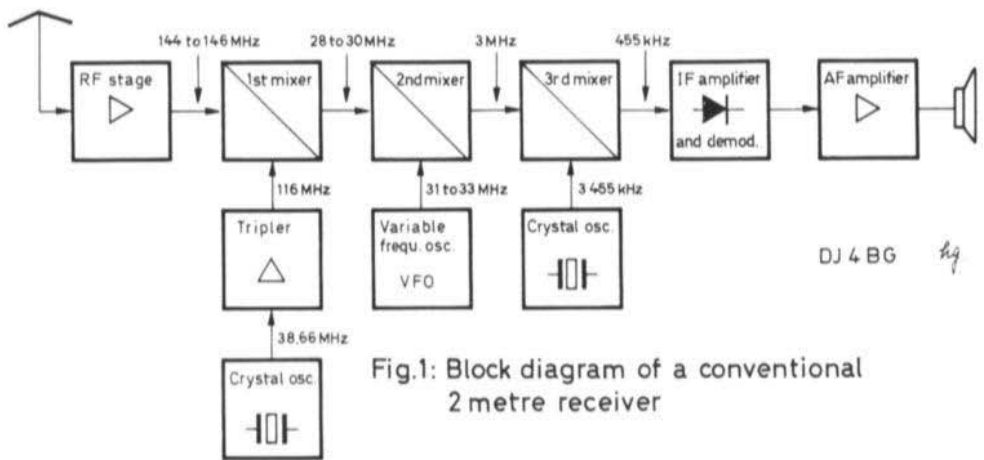 144 to 146 MHz
28 to 30 MHz
3 MHz
455 kHz
RF stage
1st mixer
2nd mixer
3rd mixer
IF amplifier
and demod.
AF amplifier
116 MHz
31 to 33 MHz
3 455 kHz
Tripler
Variable
frequ. osc.
VFO
Crystal osc.
DJ 4 BG hg
38,66 MHz
Crystal osc.
Fig.1: Block diagram of a conventional
2 metre receiver